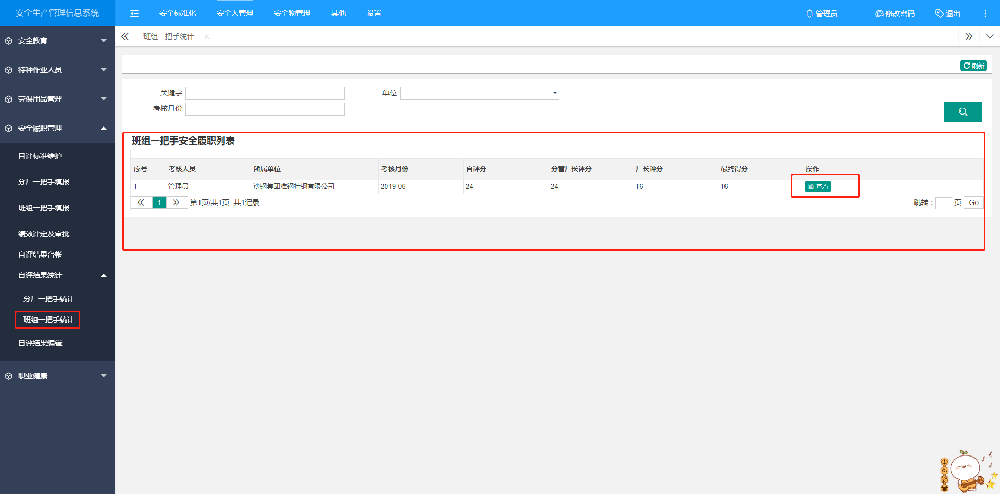 安全生产管理信息系统
安全标准化 安全人管理 安全物管理 其他 设置
管理员 修改密码 退出
安全教育
特种作业人员
劳保用品管理
安全履职管理
自评标准维护
分厂一把手填报
班组一把手填报
绩效评定及审批
自评结果台帐
自评结果统计
分厂一把手统计
班组一把手统计
自评结果编辑
职业健康
班组一把手统计 ×
刷新
关键字
单位
考核月份
班组一把手安全履职列表
序号 考核人员 所属单位 考核月份 自评分 分管厂长评分 厂长评分 最终得分 操作
1 管理员 沙钢集团淮钢特钢有限公司 2019-06 24 24 16 16 查看
1 第1页/共1页 共1记录
跳转： 页 Go
中
简